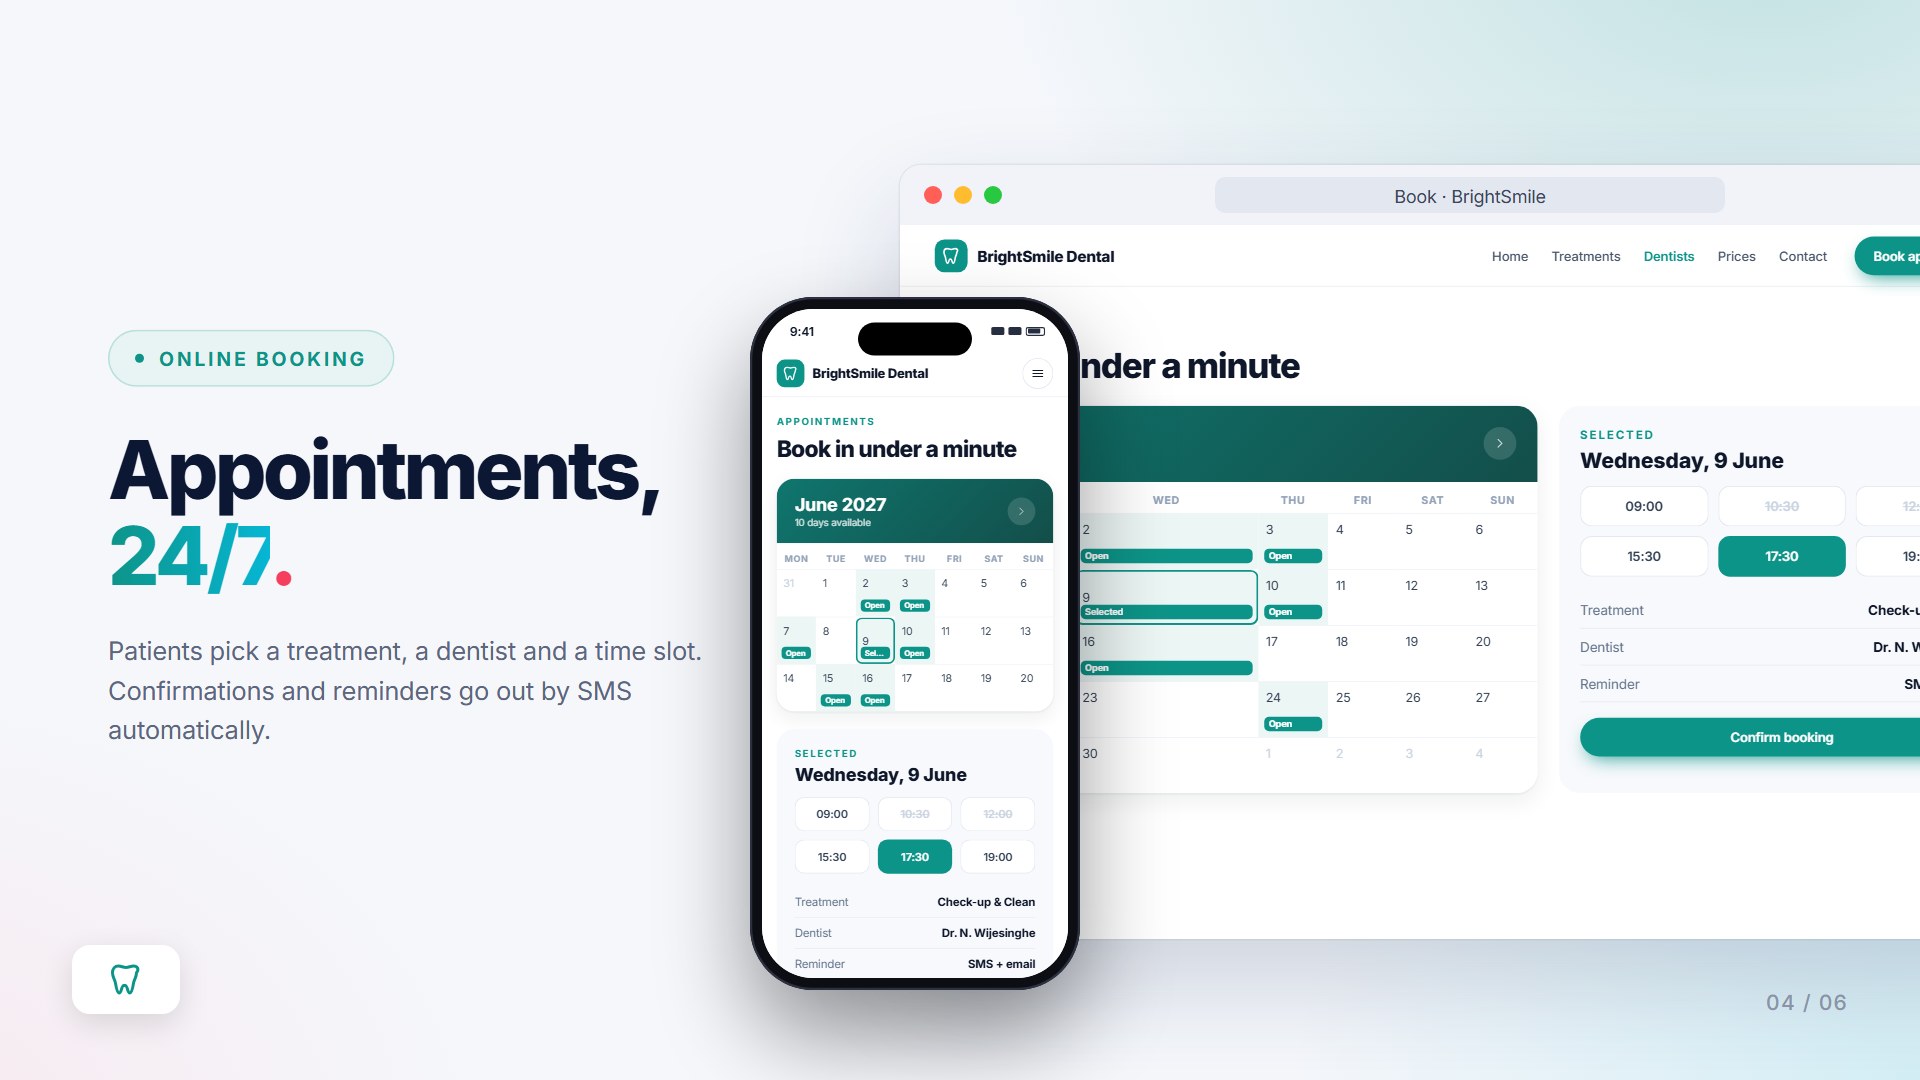 ONLINE BOOKING
Appointments,
24/7.
Patients pick a treatment, a dentist and a time slot.
Confirmations and reminders go out by SMS
automatically.
9:41
BrightSmile Dental
APPOINTMENTS
Book in under a minute
June 2027
10 days available
MON TUE WED THU FRI SAT SUN
31 1 2 3 4 5 6
Open Open
7 8 9 10 11 12 13
Open Sel... Open
14 15 16 17 18 19 20
Open Open
SELECTED
Wednesday, 9 June
09:00 10:30 12:00
15:30 17:30 19:00
Treatment Check-up & Clean
Dentist Dr. N. Wijesinghe
Reminder SMS + email
Book · BrightSmile
BrightSmile Dental Home Treatments Dentists Prices Contact Book
under a minute
WED THU FRI SAT SUN
2 3 4 5 6
Open Open
9 10 11 12 13
Selected Open
16 17 18 19 20
Open
23 24 25 26 27
Open
30 1 2 3 4
SELECTED
Wednesday, 9 June
09:00 10:30
15:30 17:30
Treatment Check-u
Dentist Dr. N. W
Reminder SM
Confirm booking
04 / 06